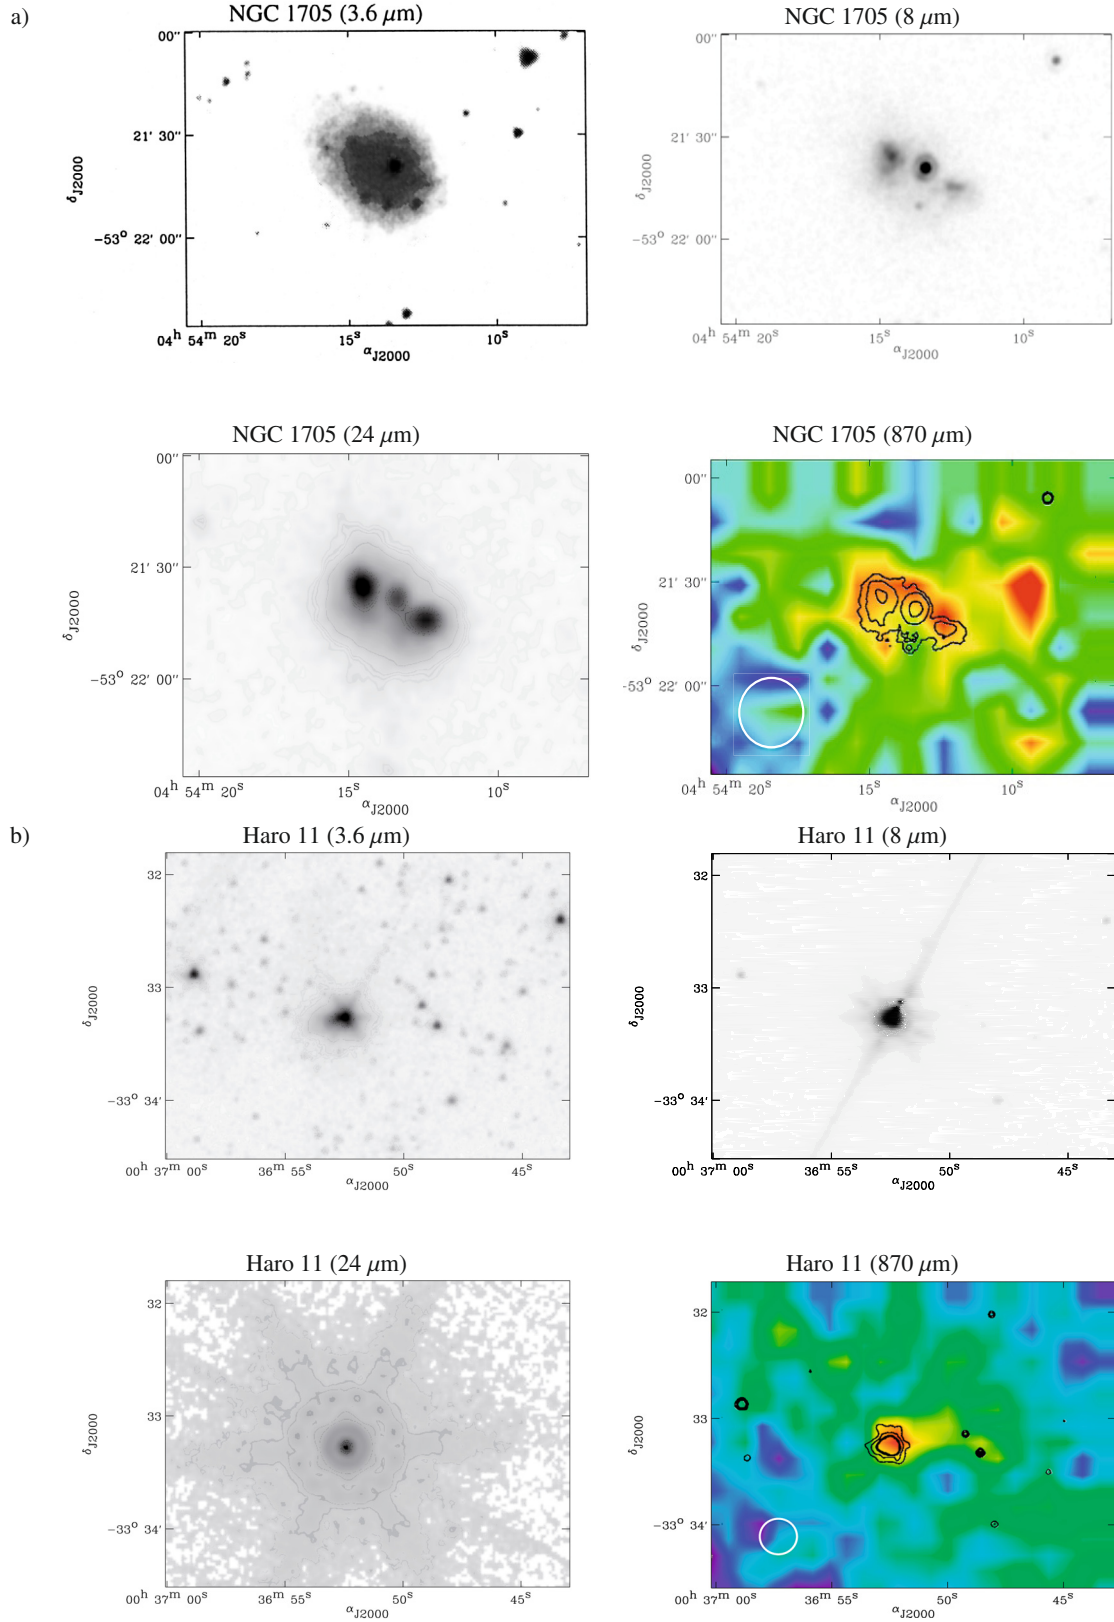 a)
NGC 1705 (3.6 μm)
00"
21' 30"
−53° 22' 00"
δJ2000
04h 54m 20s 15s 10s
αJ2000
NGC 1705 (8 μm)
00"
21' 30"
−53° 22' 00"
δJ2000
04h 54m 20s 15s 10s
αJ2000
NGC 1705 (24 μm)
00"
21' 30"
−53° 22' 00"
δJ2000
04h 54m 20s 15s 10s
αJ2000
NGC 1705 (870 μm)
00"
21' 30"
-53° 22' 00"
δJ2000
04h 54m 20s 15s 10s
αJ2000
b)
Haro 11 (3.6 μm)
32
33
−33° 34'
δJ2000
00h 37m 00s 36m 55s 50s 45s
αJ2000
Haro 11 (8 μm)
32
33
−33° 34'
δJ2000
00h 37m 00s 36m 55s 50s 45s
αJ2000
Haro 11 (24 μm)
32
33
−33° 34'
δJ2000
00h 37m 00s 36m 55s 50s 45s
αJ2000
Haro 11 (870 μm)
32
33
−33° 34'
δJ2000
00h 37m 00s 36m 55s 50s 45s
αJ2000